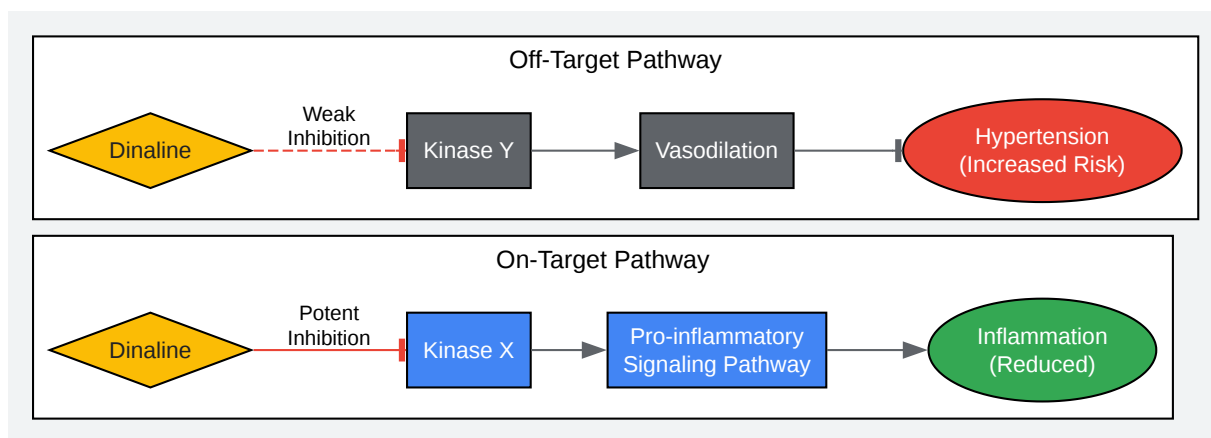 Off-Target Pathway
Dinaline
Weak
Inhibition
Kinase Y
Vasodilation
Hypertension
(Increased Risk)
On-Target Pathway
Dinaline
Potent
Inhibition
Kinase X
Pro-inflammatory
Signaling Pathway
Inflammation
(Reduced)